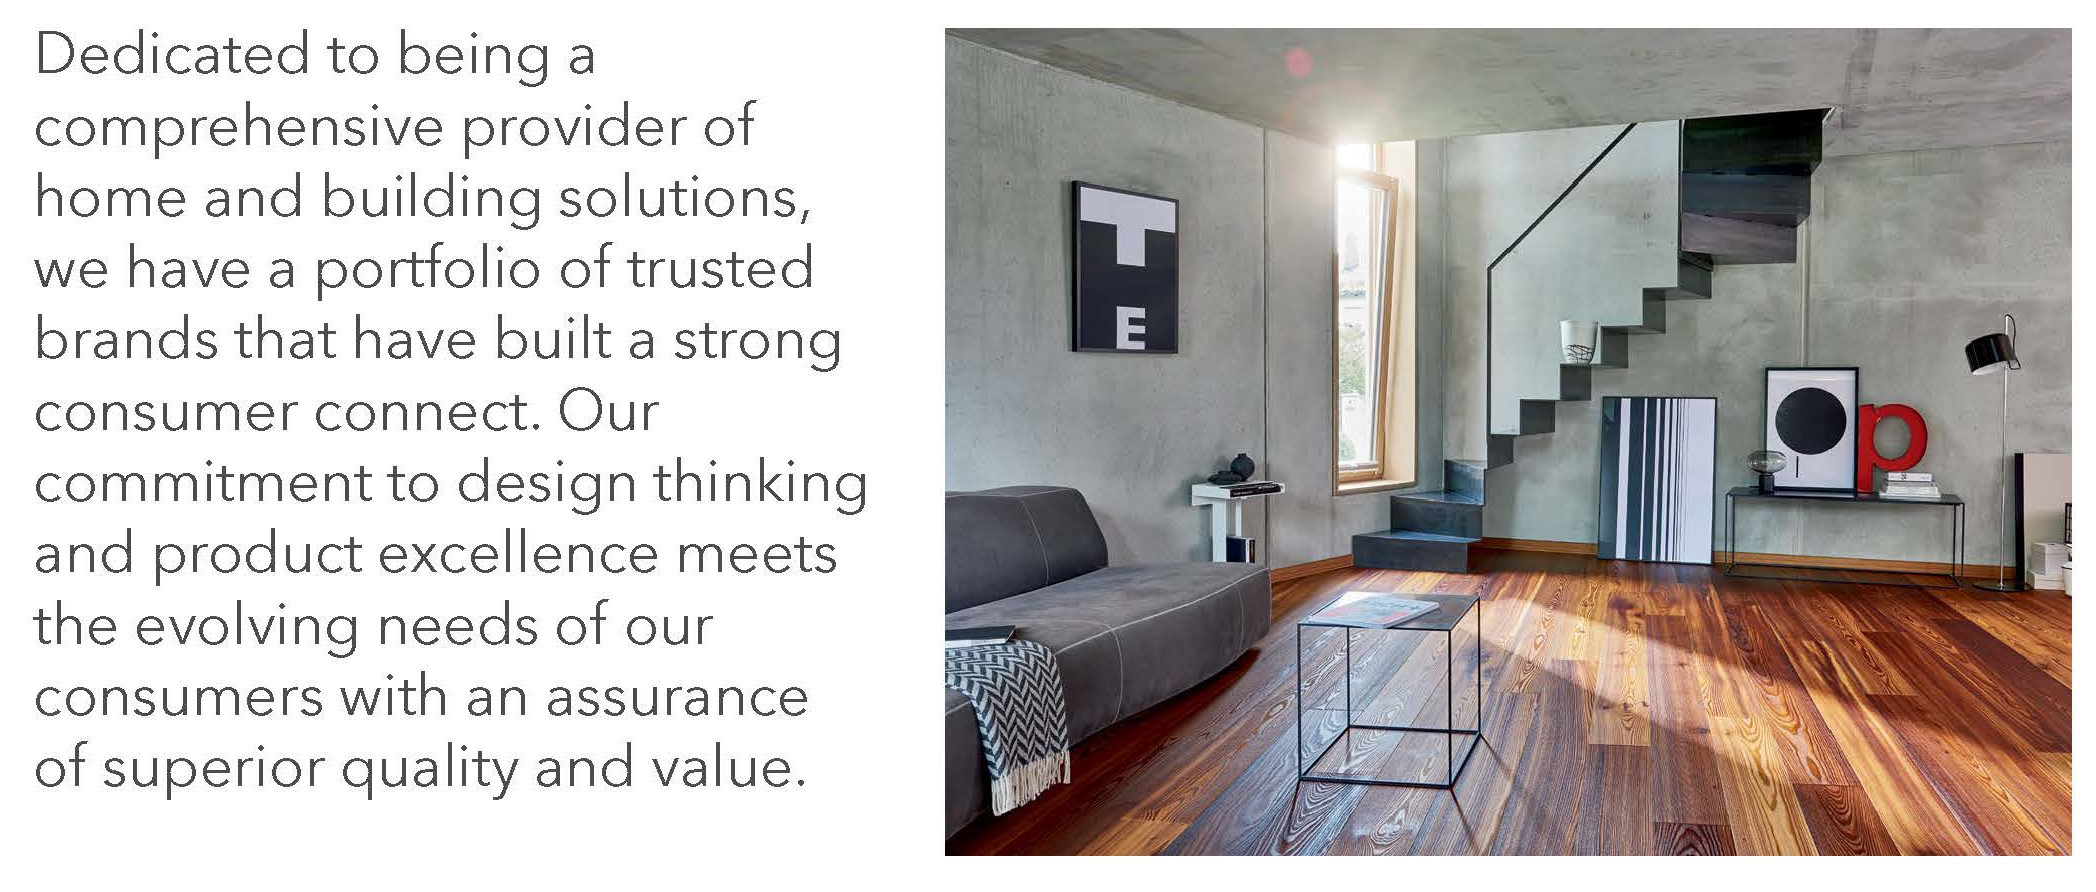 Dedicated to being a
comprehensive provider of
home and building solutions,
we have a portfolio of trusted
brands that have built a strong
consumer connect. Our
commitment to design thinking
and product excellence meets
the evolving needs of our
consumers with an assurance
of superior quality and value.
T
E
p